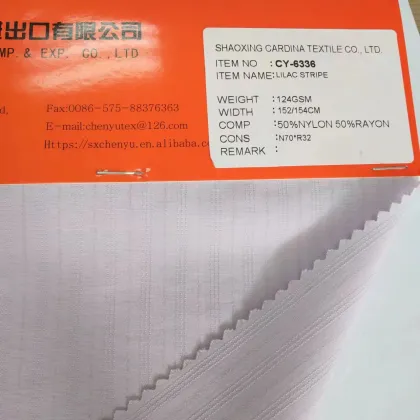 出口有限公司
MP.& EXP. CO.,LTD.
SHAOXING CARDINA TEXTILE CO., LTD.
ITEM NO : CY-6336
ITEM NAME: LILAC STRIPE
WEIGHT : 124GSM
WIDTH : 152/154CM
COMP : 50%NYLON 50%RAYON
CONS : N70*R32
REMARK :
td.
Fax:0086-575-88376363
E-mail:chenyutex@126.com
https://sxchenyu.en.alibaba.co